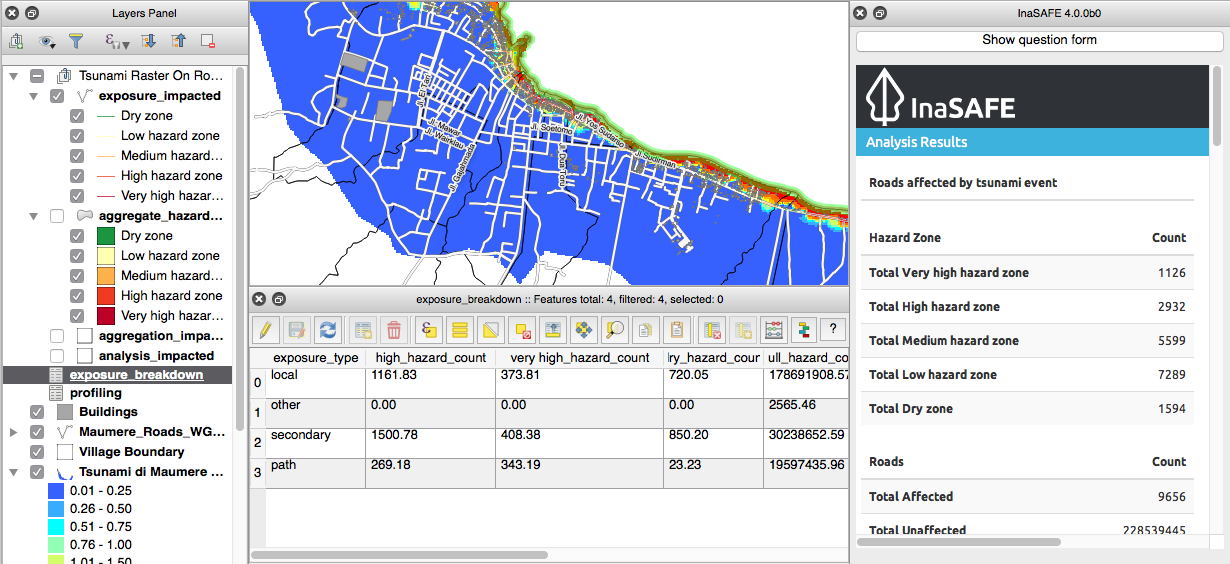 Layers Panel
Tsunami Raster On Ro...
exposure_impacted
Dry zone
Low hazard zone
Medium hazard...
High hazard zone
Very high hazar...
aggregate_hazard...
Dry zone
Low hazard zone
Medium hazard...
High hazard zone
Very high hazar...
aggregation_impa...
analysis_impacted
exposure_breakdown
profiling
Buildings
Maumere_Roads_WG...
Village Boundary
Tsunami di Maumere ...
0.01 - 0.25
0.26 - 0.50
0.51 - 0.75
0.76 - 1.00
1.01 - 1.50
Jl. El Tari
Jl. Mawar
Jl. Wairklau
Jl. Gajahmada
Jl. Soetomo
Jl. Dua Toru
Jl. Yos Sudarso
Jl. Sudirman
exposure_breakdown :: Features total: 4, filtered: 4, selected: 0
?
exposure_type high_hazard_count very high_hazard_count lry_hazard_cour ull_hazard_co
0 local 1161.83 373.81 720.05 178691908.57
1 other 0.00 0.00 0.00 2565.46
2 secondary 1500.78 408.38 850.20 30238652.59
3 path 269.18 343.19 23.23 19597435.96
InaSAFE 4.0.0b0
Show question form
InaSAFE
Analysis Results
Roads affected by tsunami event
Hazard Zone Count
Total Very high hazard zone 1126
Total High hazard zone 2932
Total Medium hazard zone 5599
Total Low hazard zone 7289
Total Dry zone 1594
Roads Count
Total Affected 9656
Total Unaffected 228539445